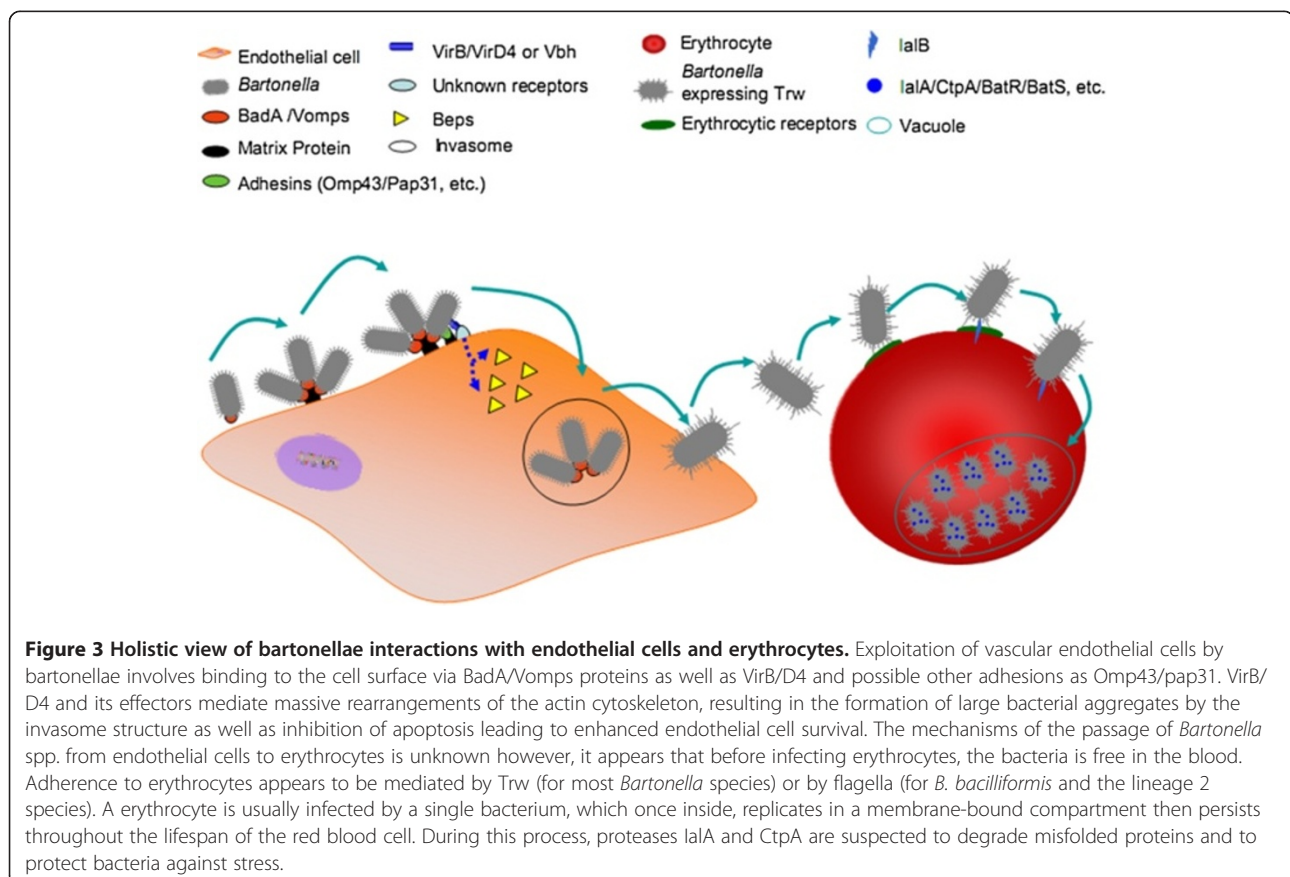 Endothelial cell
Bartonella
BadA /Vomps
Matrix Protein
Adhesins (Omp43/Pap31, etc.)
VirB/VirD4 or Vbh
Unknown receptors
Beps
Invasome
Erythrocyte
Bartonella
expressing Trw
Erythrocytic receptors
IalB
IalA/CtpA/BatR/BatS, etc.
Vacuole
Figure 3 Holistic view of bartonellae interactions with endothelial cells and erythrocytes. Exploitation of vascular endothelial cells by
bartonellae involves binding to the cell surface via BadA/Vomps proteins as well as VirB/D4 and possible other adhesions as Omp43/pap31. VirB/
D4 and its effectors mediate massive rearrangements of the actin cytoskeleton, resulting in the formation of large bacterial aggregates by the
invasome structure as well as inhibition of apoptosis leading to enhanced endothelial cell survival. The mechanisms of the passage of Bartonella
spp. from endothelial cells to erythrocytes is unknown however, it appears that before infecting erythrocytes, the bacteria is free in the blood.
Adherence to erythrocytes appears to be mediated by Trw (for most Bartonella species) or by flagella (for B. bacilliformis and the lineage 2
species). A erythrocyte is usually infected by a single bacterium, which once inside, replicates in a membrane-bound compartment then persists
throughout the lifespan of the red blood cell. During this process, proteases IalA and CtpA are suspected to degrade misfolded proteins and to
protect bacteria against stress.